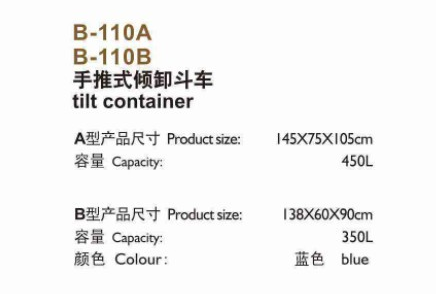 B-110A
B-110B
手推式倾卸斗车
tilt container
A型产品尺寸 Product size: 145X75X105cm
容量 Capacity: 450L
B型产品尺寸 Product size: 138X60X90cm
容量 Capacity: 350L
颜色 Colour: 蓝色 blue